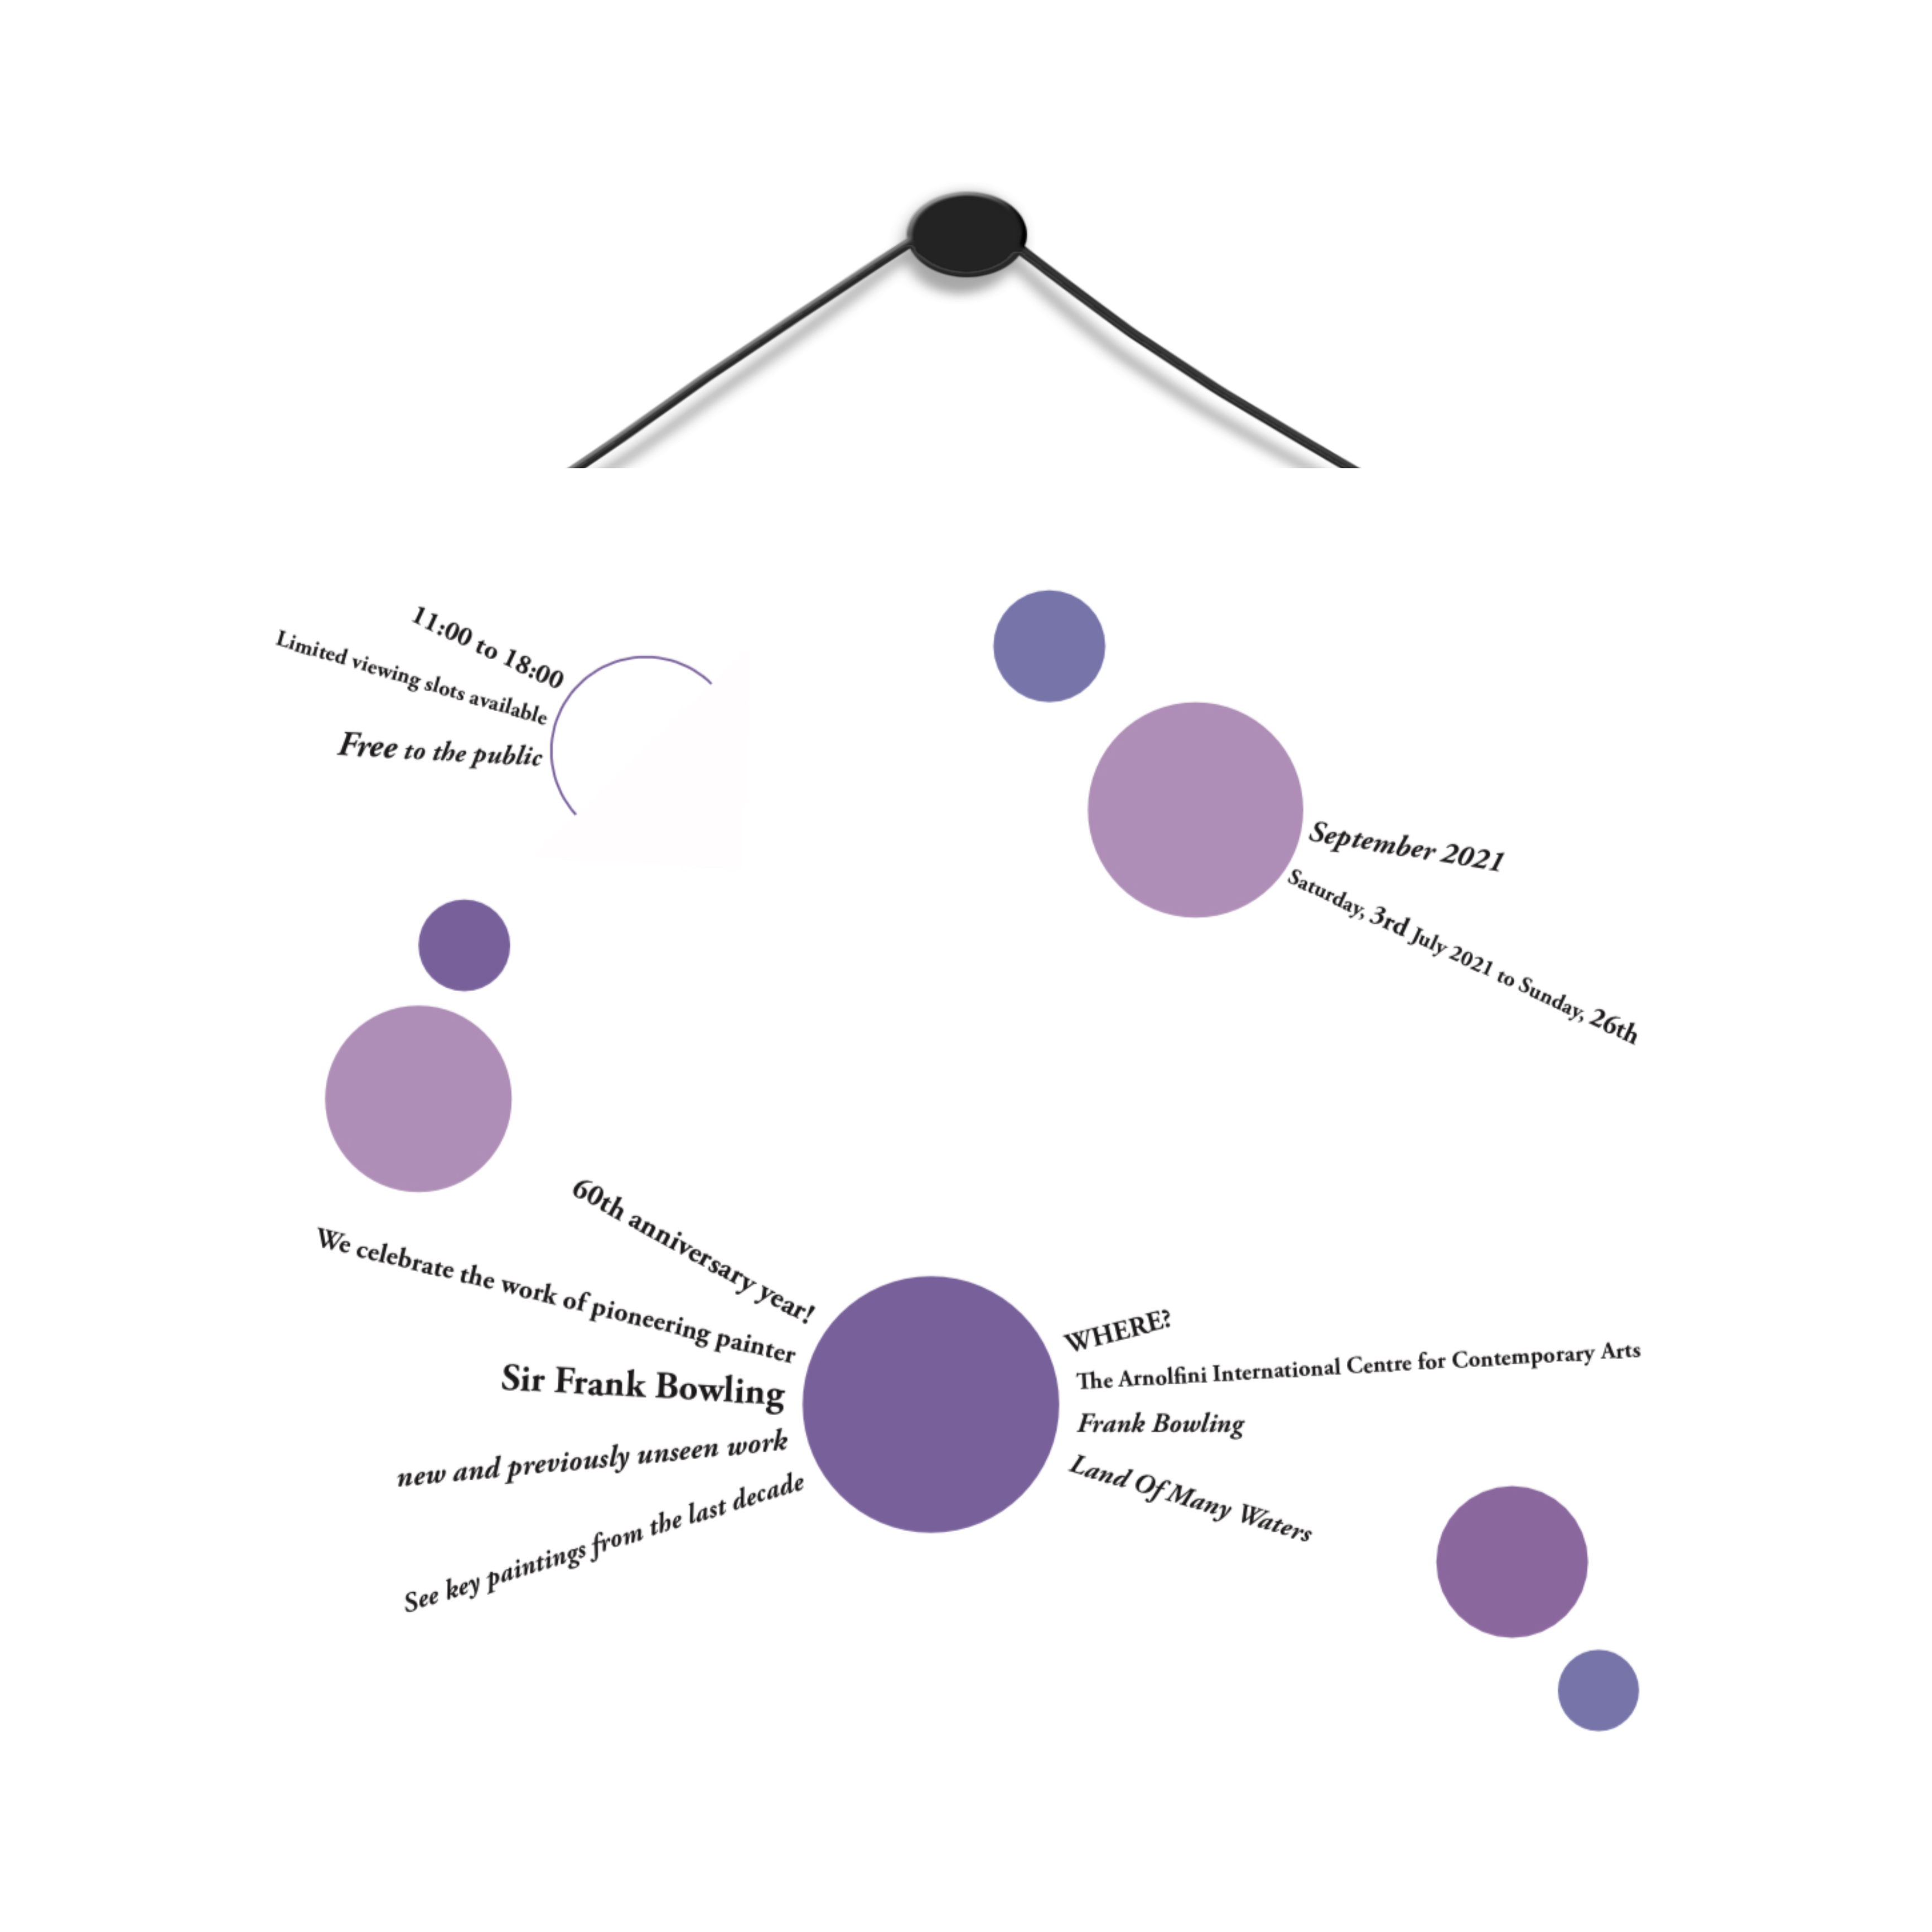 11:00 to 18:00
Limited viewing slots available
Free to the public
September 2021
Saturday, 3rd July 2021 to Sunday, 26th
60th anniversary year!
We celebrate the work of pioneering painter
Sir Frank Bowling
new and previously unseen work
See key paintings from the last decade
WHERE?
The Arnolfini International Centre for Contemporary Arts
Frank Bowling
Land Of Many Waters